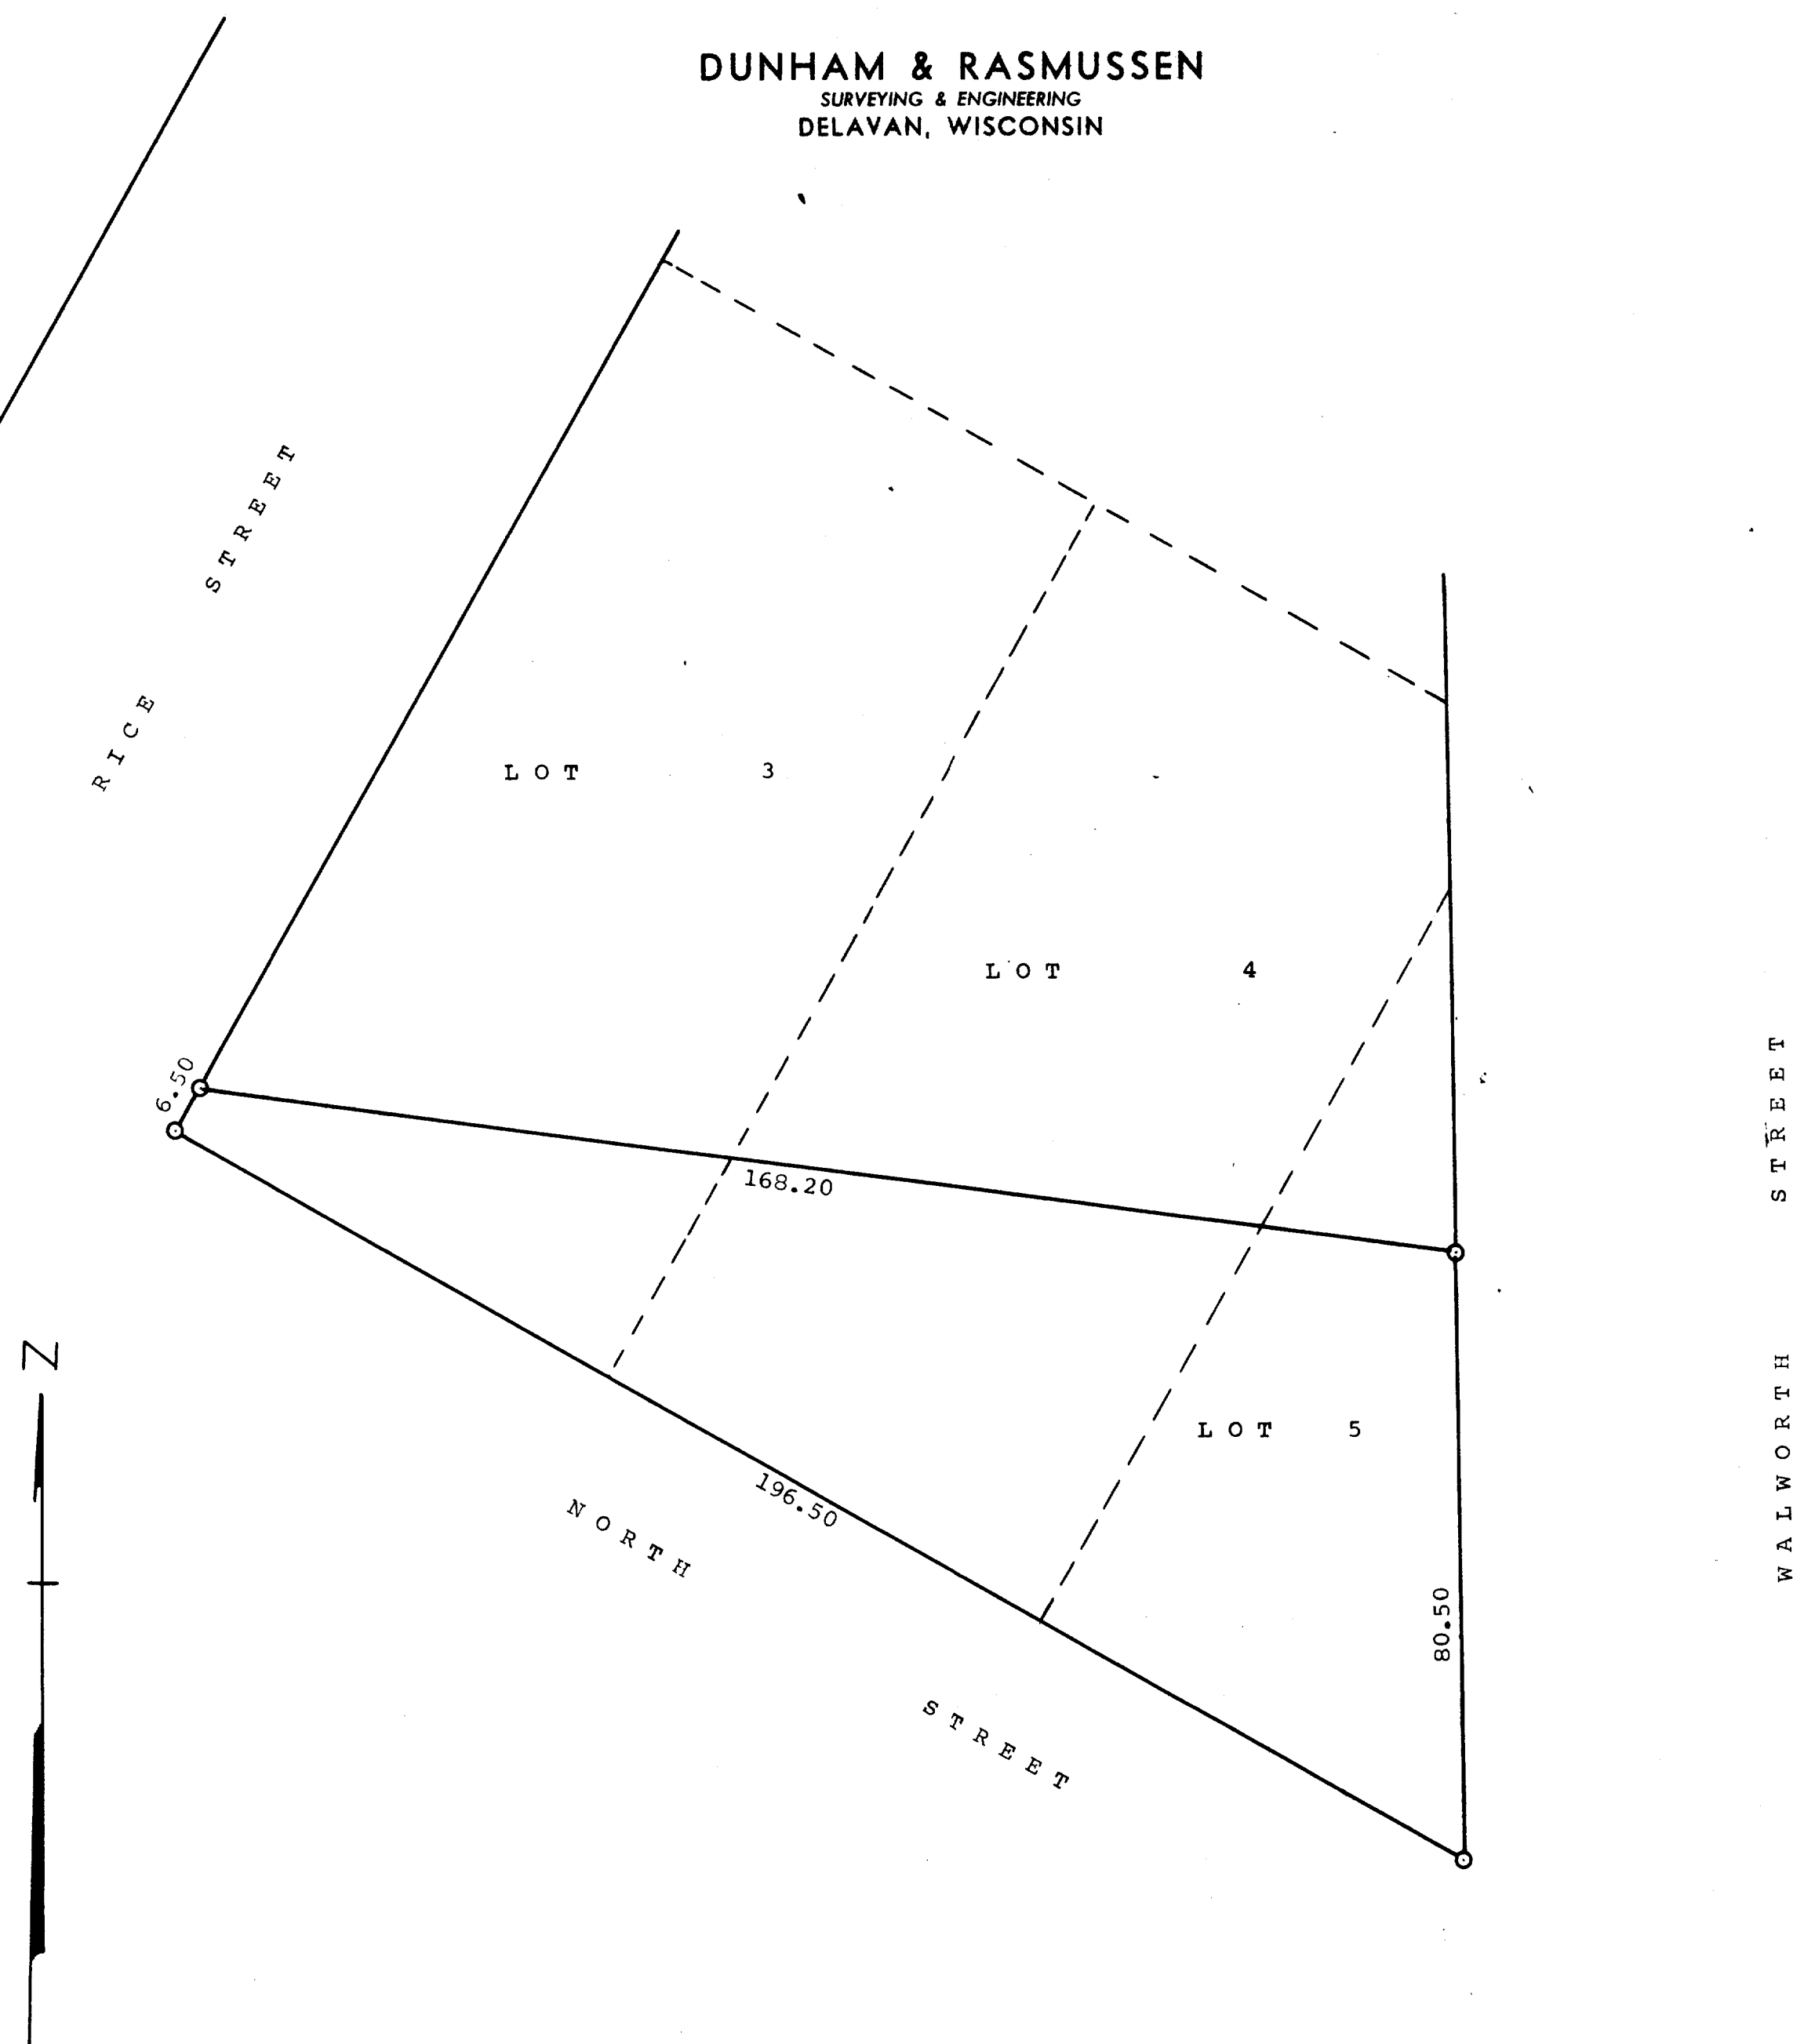 DUNHAM & RASMUSSEN
SURVEYING & ENGINEERING
DELAVAN, WISCONSIN
RICE STREET
LOT 3
LOT 4
6.50
168.20
LOT 5
196.50
NORTH STREET
80.50
WALWORTH STREET
N